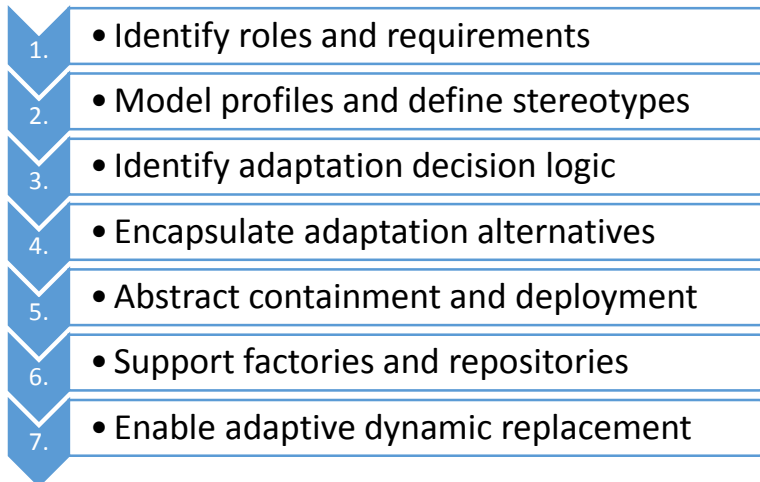 1. • Identify roles and requirements
2. • Model profiles and define stereotypes
3. • Identify adaptation decision logic
4. • Encapsulate adaptation alternatives
5. • Abstract containment and deployment
6. • Support factories and repositories
7. • Enable adaptive dynamic replacement